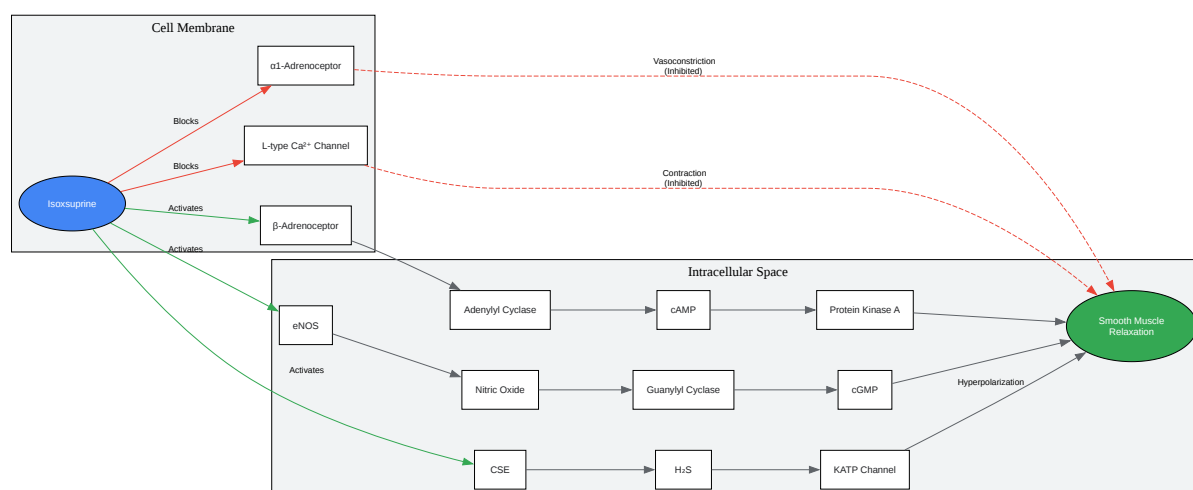 Cell Membrane
α1-Adrenoceptor
Vasoconstriction
(Inhibited)
Blocks
L-type Ca²⁺ Channel
Blocks
Contraction
(Inhibited)
Isoxsuprine
Activates
β-Adrenoceptor
Activates
Intracellular Space
Adenylyl Cyclase
cAMP
Protein Kinase A
eNOS
Smooth Muscle
Relaxation
Activates
Nitric Oxide
Guanylyl Cyclase
cGMP
Hyperpolarization
CSE
H₂S
KATP Channel